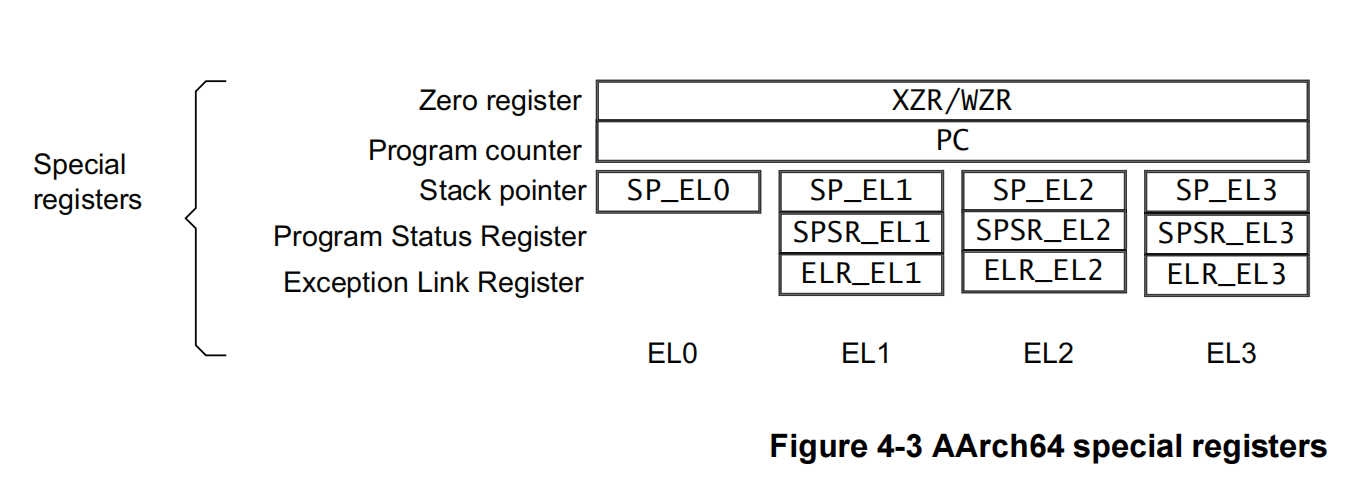 Special
registers
Zero register XZR/WZR
Program counter PC
Stack pointer SP_EL0 SP_EL1 SP_EL2 SP_EL3
Program Status Register SPSR_EL1 SPSR_EL2 SPSR_EL3
Exception Link Register ELR_EL1 ELR_EL2 ELR_EL3
EL0 EL1 EL2 EL3
Figure 4-3 AArch64 special registers